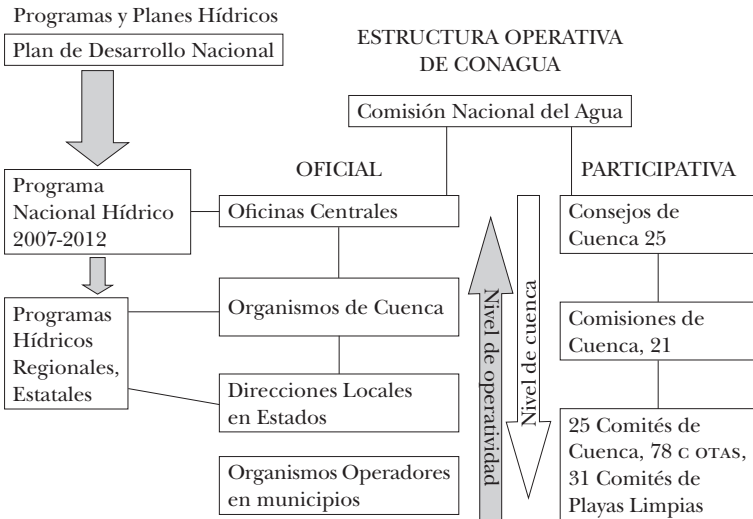 Programas y Planes Hídricos
Plan de Desarrollo Nacional
ESTRUCTURA OPERATIVA
DE CONAGUA
Comisión Nacional del Agua
OFICIAL
PARTICIPATIVA
Programa
Nacional Hídrico
2007-2012
Oficinas Centrales
Consejos de
Cuenca 25
Programas
Hídricos
Regionales,
Estatales
Organismos de Cuenca
Nivel de operatividad
Nivel de cuenca
Comisiones de
Cuenca, 21
Direcciones Locales
en Estados
25 Comités de
Cuenca, 78 C OTAS,
31 Comités de
Playas Limpias
Organismos Operadores
en municipios